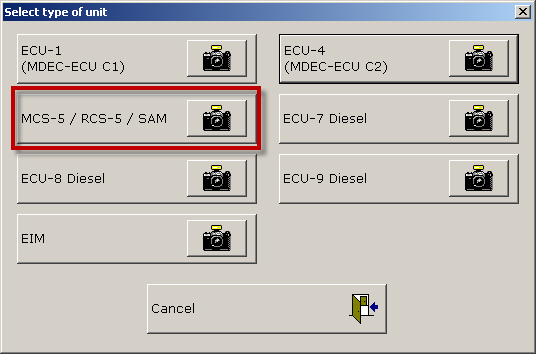 Select type of unit
ECU-1
(MDEC-ECU C1)
ECU-4
(MDEC-ECU C2)
MCS-5 / RCS-5 / SAM
ECU-7 Diesel
ECU-8 Diesel
ECU-9 Diesel
EIM
Cancel